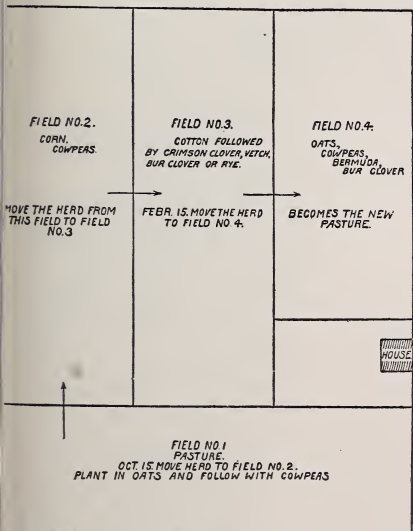 FIELD NO.2.
CORN.
COWPEAS.
MOVE THE HERD FROM
THIS FIELD TO FIELD
NO.3
FIELD NO.3.
COTTON FOLLOWED
BY CRIMSON CLOVER, VETCH,
BUR CLOVER OR RYE.
FEBR. 15. MOVE THE HERD
TO FIELD NO. 4.
FIELD NO.4.
OATS,
COWPEAS,
BERMUDA,
BUR CLOVER
BECOMES THE NEW
PASTURE.
HOUSE.
FIELD NO.1
PASTURE.
OCT. 15. MOVE HERD TO FIELD NO.2.
PLANT IN OATS AND FOLLOW WITH COWPEAS